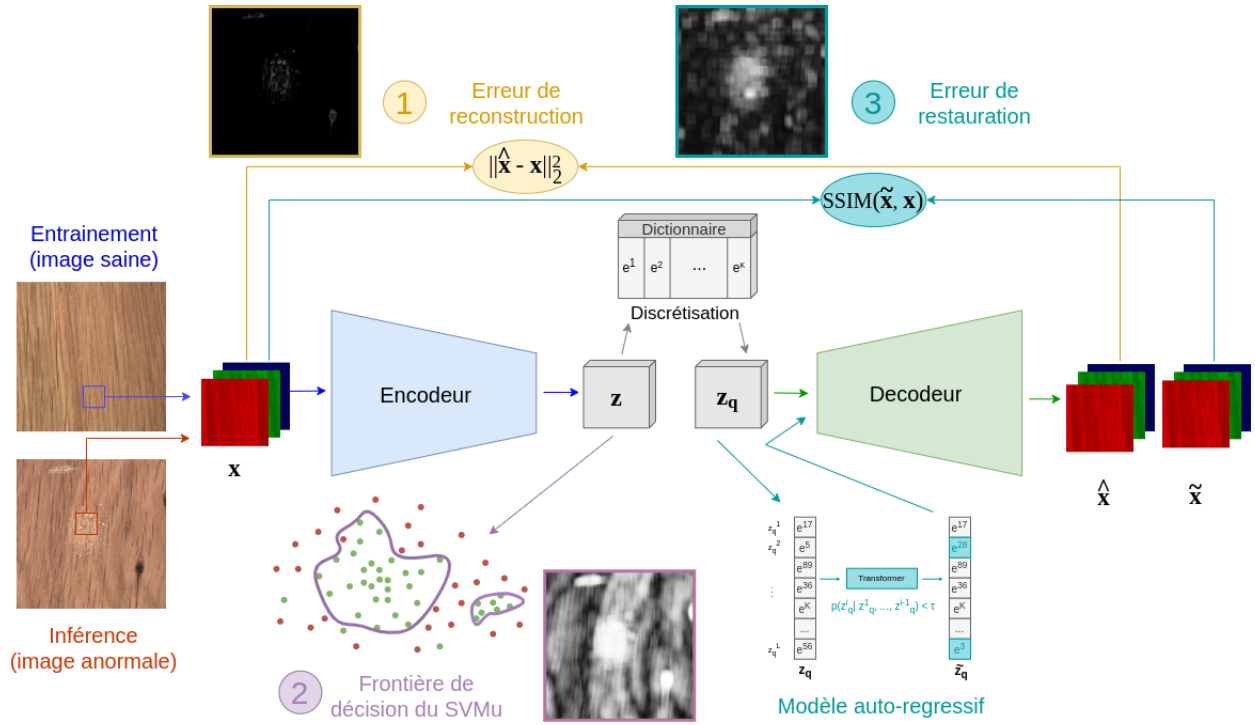 1
Erreur de
reconstruction
3
Erreur de
restauration
||x̂ - x||²₂
SSIM(x̃, x)
Entrainement
(image saine)
Dictionnaire
e¹ e² ... eᴷ
Discrétisation
Encodeur
z
z_q
Decodeur
x
x̂
x̃
Inférence
(image anormale)
2
Frontière de
décision du SVMu
z_q¹ e¹⁷ e¹⁷
z_q² e⁵ e²⁸
e⁸⁹ e⁸⁹
Transformer
⋮ e³⁶ e³⁶
p(zⁱ_q| z¹_q, ..., zⁱ⁻¹_q) < τ
eᴷ eᴷ
... ...
z_qᴸ e⁵⁶ e³
z_q z̃_q
Modèle auto-regressif